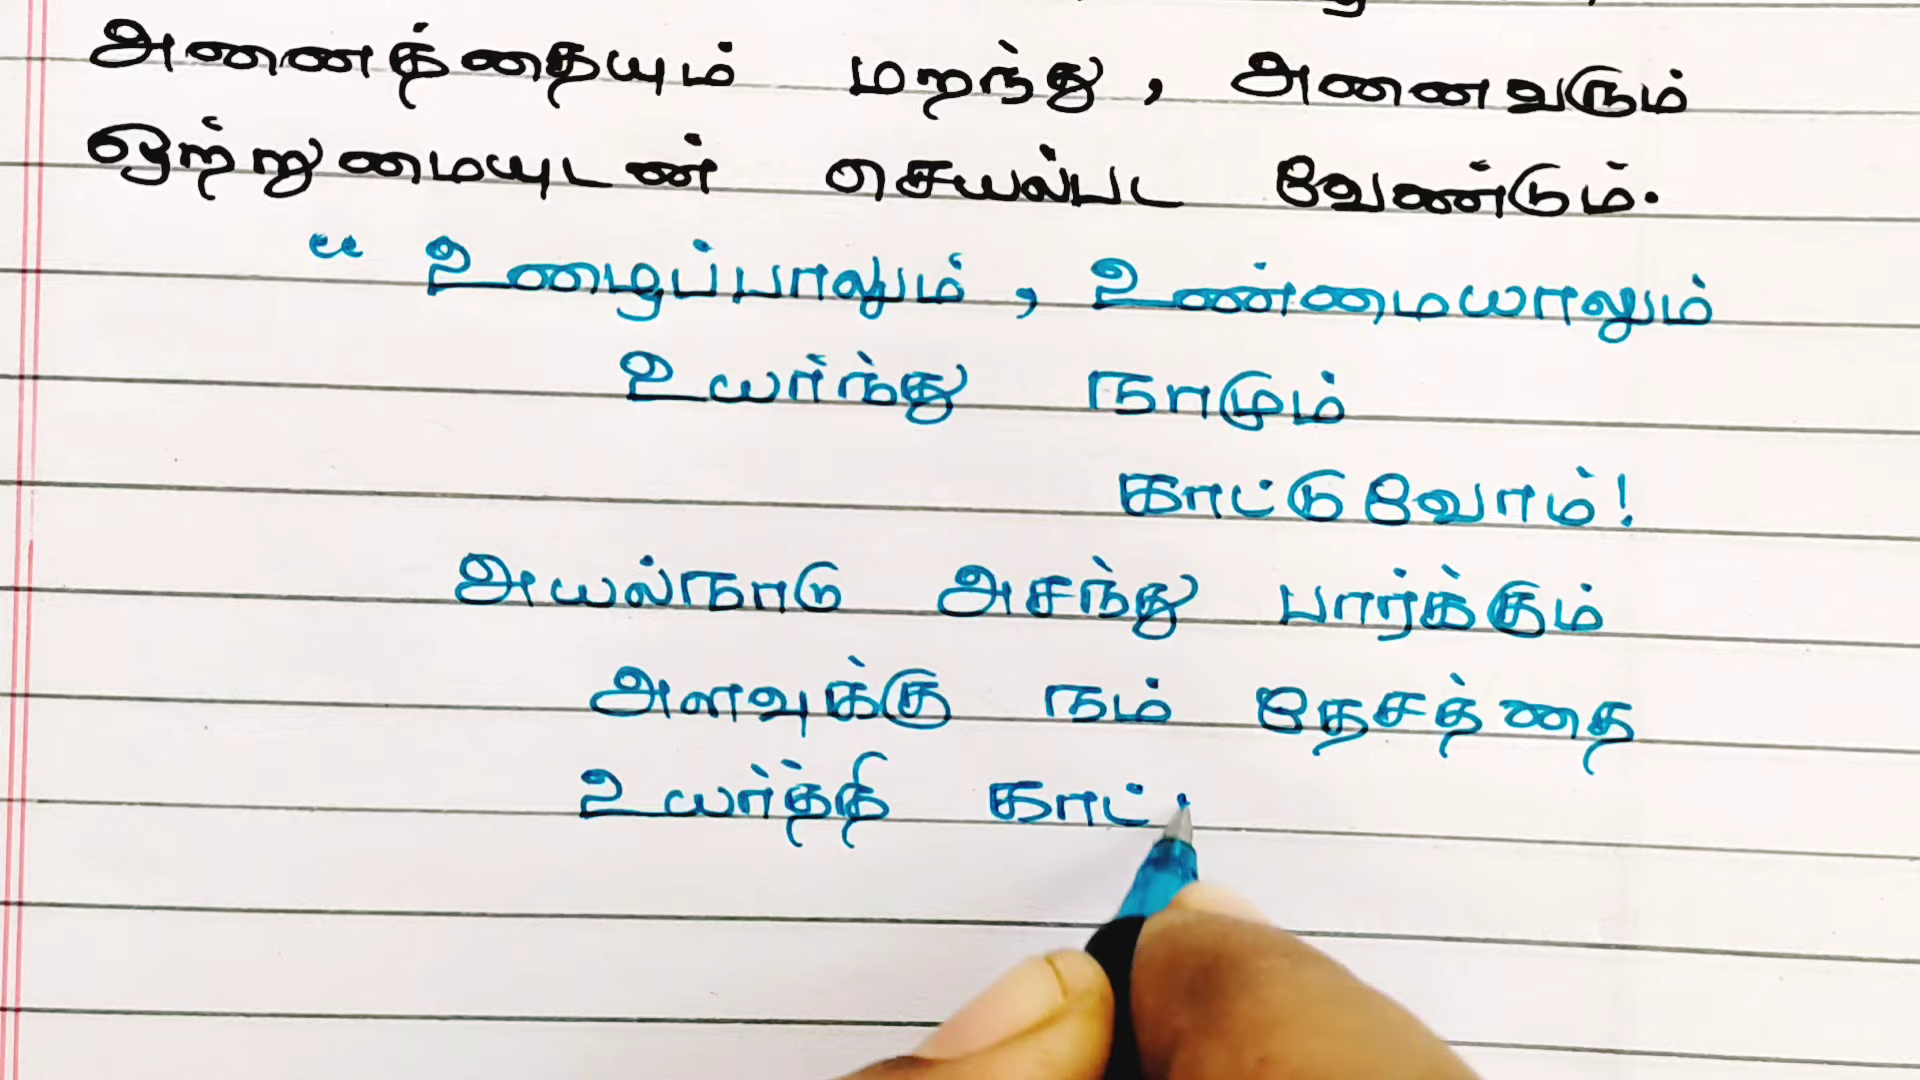 அனைத்தையும் மறந்து, அனைவரும்
ஒற்றுமையுடன் செயல்பட வேண்டும்.
“ உழைப்பாலும், உண்மையாலும்
உயர்ந்து நாமும்
காட்டுவோம்!
அயல்நாடு அசந்து பார்க்கும்
அளவுக்கு நம் தேசத்தை
உயர்த்தி காட்